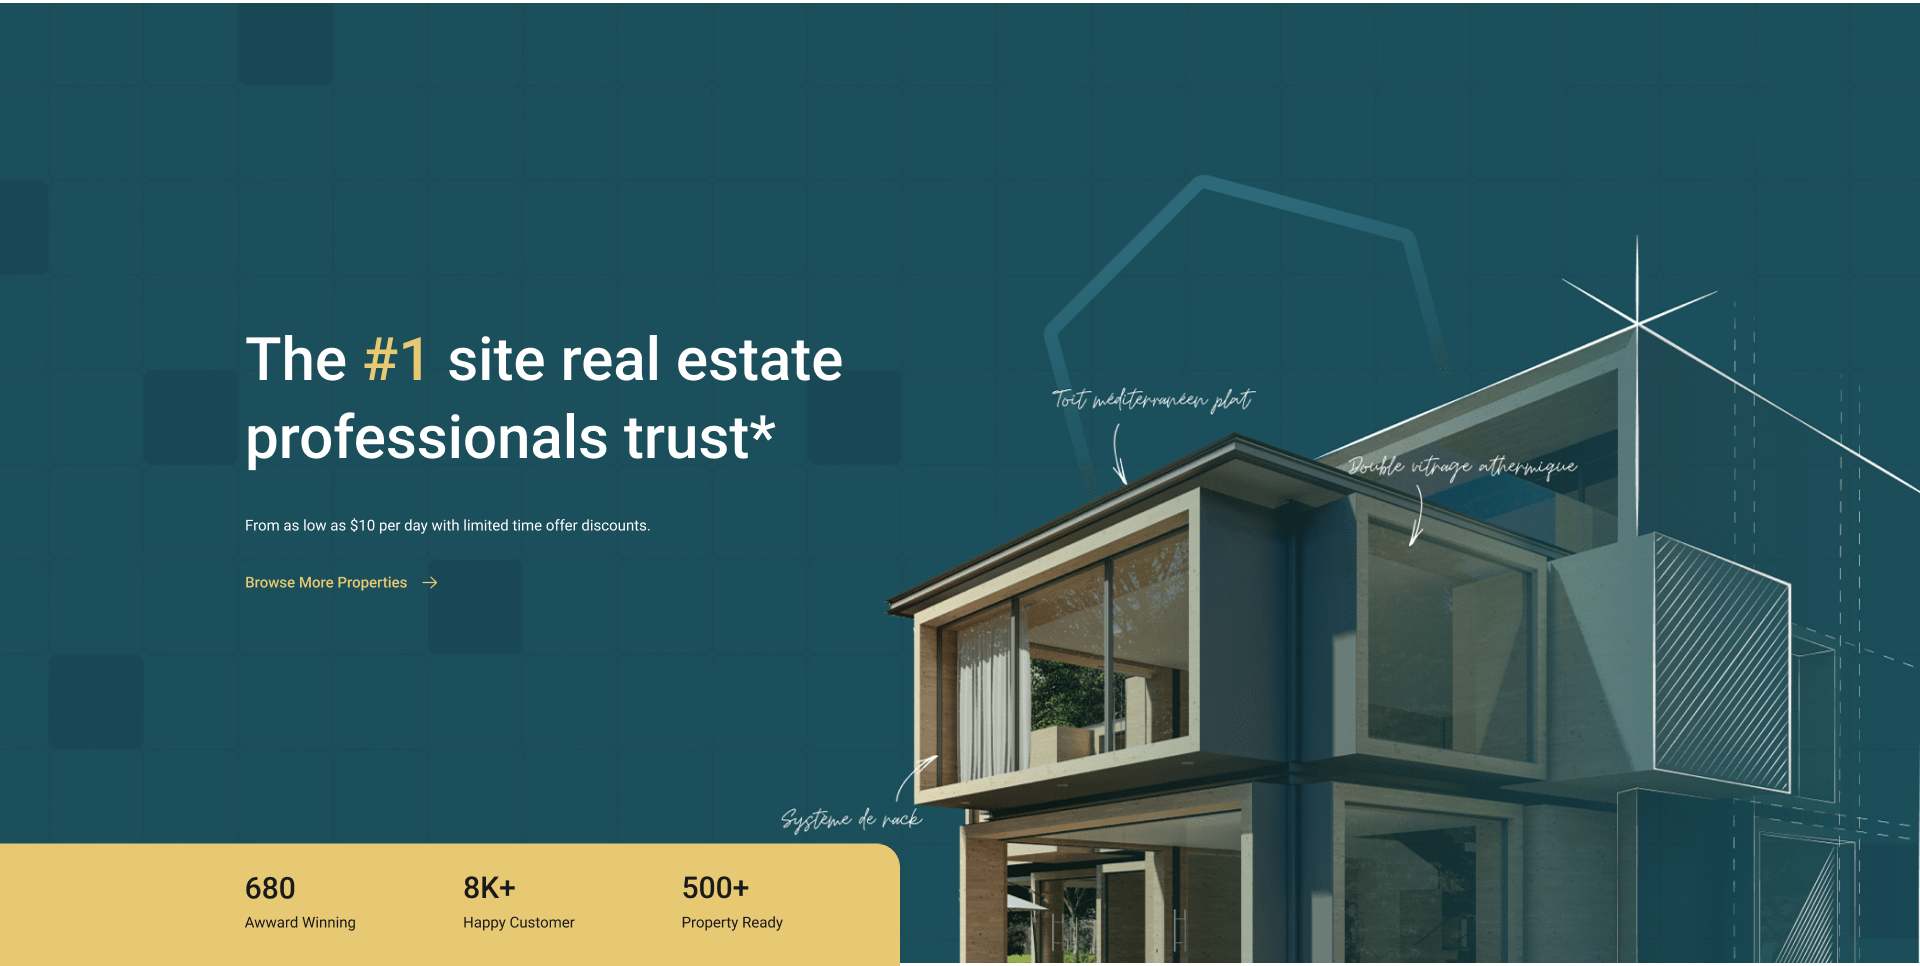 The #1 site real estate
professionals trust*
From as low as $10 per day with limited time offer discounts.
Browse More Properties
Toit méditerranéen plat
Double vitrage athermique
Système de rack
680
Awward Winning
8K+
Happy Customer
500+
Property Ready